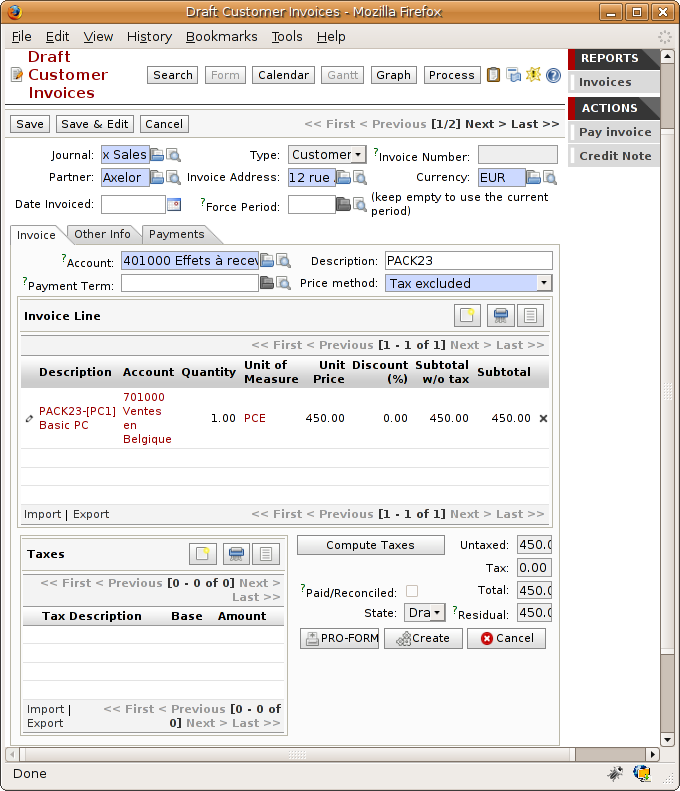 Draft Customer Invoices - Mozilla Firefox
File Edit View History Bookmarks Tools Help
Draft
Customer
Invoices
Search Form Calendar Gantt Graph Process
REPORTS
Invoices
ACTIONS
Pay invoice
Credit Note
Save Save & Edit Cancel << First < Previous [1/2] Next > Last >>
Journal: x Sales Type: Customer ?Invoice Number:
Partner: Axelor Invoice Address: 12 rue Currency: EUR
Date Invoiced: ?Force Period: (keep empty to use the current
period)
Invoice Other Info Payments
?Account: 401000 Effets à recev Description: PACK23
?Payment Term: Price method: Tax excluded
Invoice Line
<< First < Previous [1 - 1 of 1] Next > Last >>
Description Account Quantity Unit of Measure Unit Price Discount (%) Subtotal w/o tax Subtotal
PACK23-[PC1] Basic PC 701000 Ventes en Belgique 1.00 PCE 450.00 0.00 450.00 450.00
Import | Export << First < Previous [1 - 1 of 1] Next > Last >>
Taxes
<< First < Previous [0 - 0 of 0] Next >
Last >>
Tax Description Base Amount
Import |
Export
<< First < Previous [0 - 0 of
0] Next > Last >>
Compute Taxes Untaxed: 450.0
Tax: 0.00
?Paid/Reconciled: Total: 450.0
State: Dra ?Residual: 450.0
PRO-FORM Create Cancel
Done